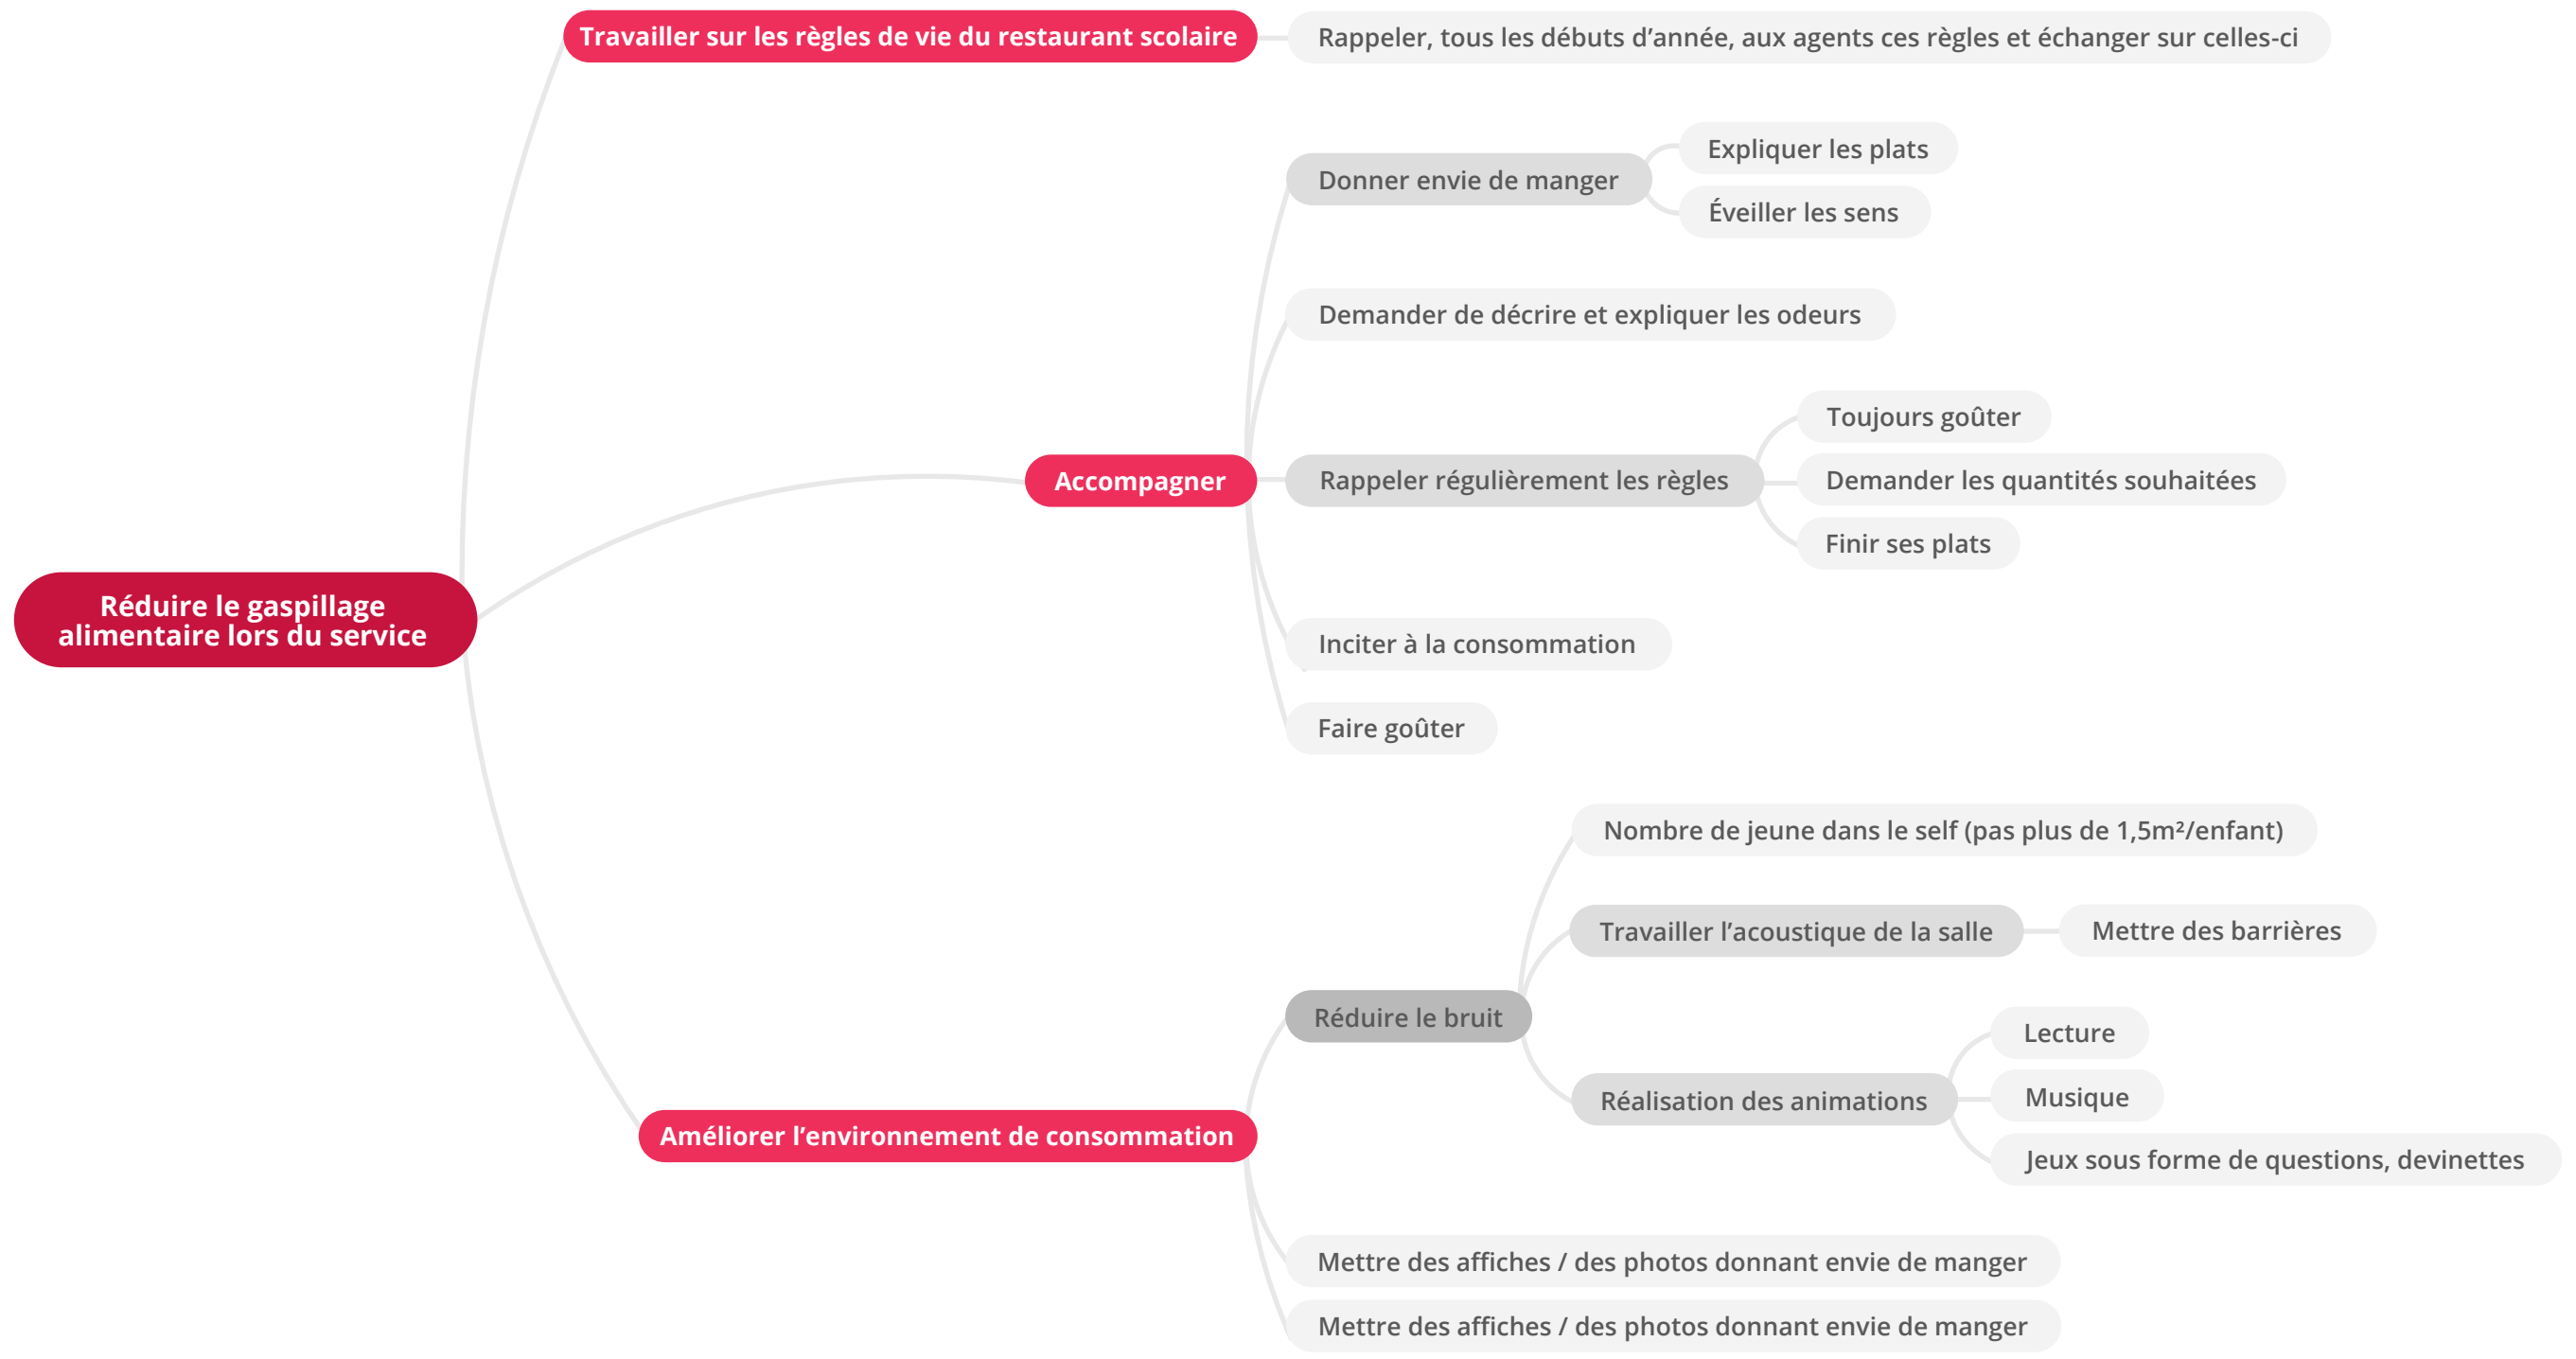 Travailler sur les règles de vie du restaurant scolaire
Rappeler, tous les débuts d’année, aux agents ces règles et échanger sur celles-ci
Donner envie de manger
Expliquer les plats
Éveiller les sens
Demander de décrire et expliquer les odeurs
Accompagner
Rappeler régulièrement les règles
Toujours goûter
Demander les quantités souhaitées
Finir ses plats
Réduire le gaspillage
alimentaire lors du service
Inciter à la consommation
Faire goûter
Améliorer l’environnement de consommation
Réduire le bruit
Nombre de jeune dans le self (pas plus de 1,5m²/enfant)
Travailler l’acoustique de la salle
Mettre des barrières
Réalisation des animations
Lecture
Musique
Jeux sous forme de questions, devinettes
Mettre des affiches / des photos donnant envie de manger
Mettre des affiches / des photos donnant envie de manger